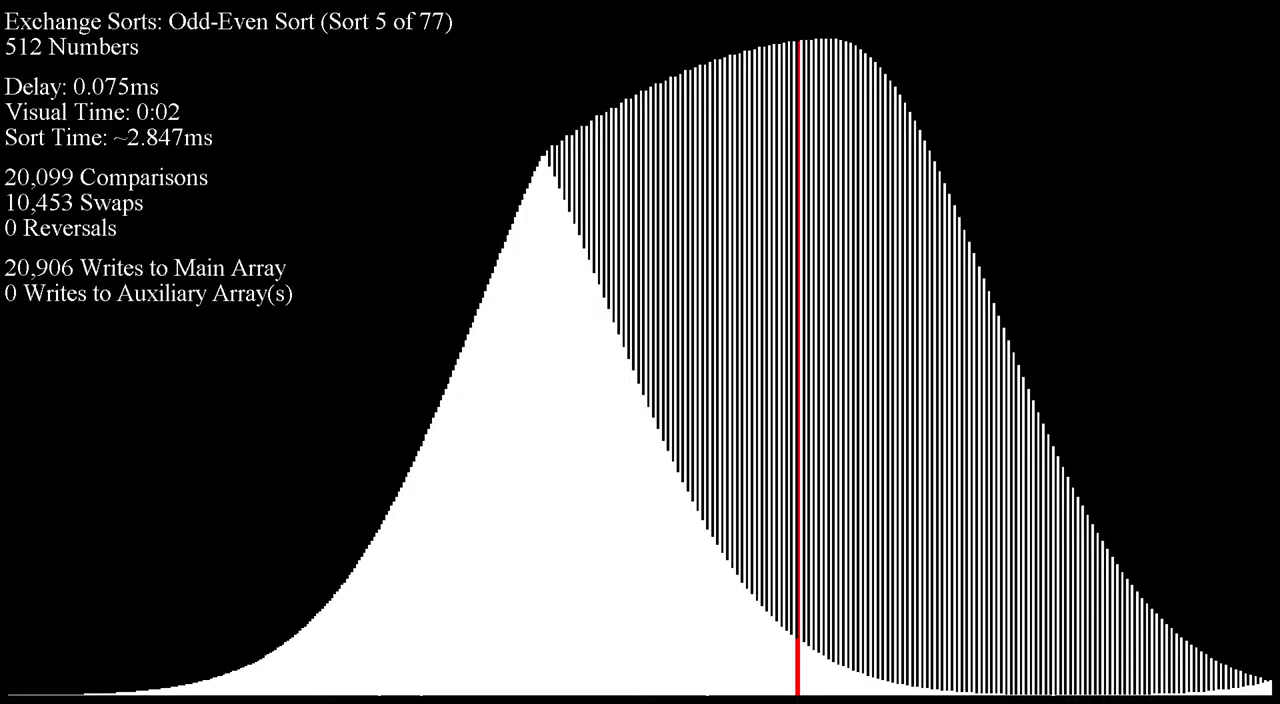 Exchange Sorts: Odd-Even Sort (Sort 5 of 77)
512 Numbers
Delay: 0.075ms
Visual Time: 0:02
Sort Time: ~2.847ms
20,099 Comparisons
10,453 Swaps
0 Reversals
20,906 Writes to Main Array
0 Writes to Auxiliary Array(s)